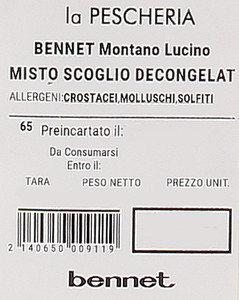 la PESCHERIA
BENNET Montano Lucino
MISTO SCOGLIO DECONGELAT
ALLERGENI:CROSTACEI,MOLLUSCHI,SOLFITI
65 Preincartato il:
Da Consumarsi
Entro il:
TARA PESO NETTO PREZZO UNIT.
2 140650 009119
bennet